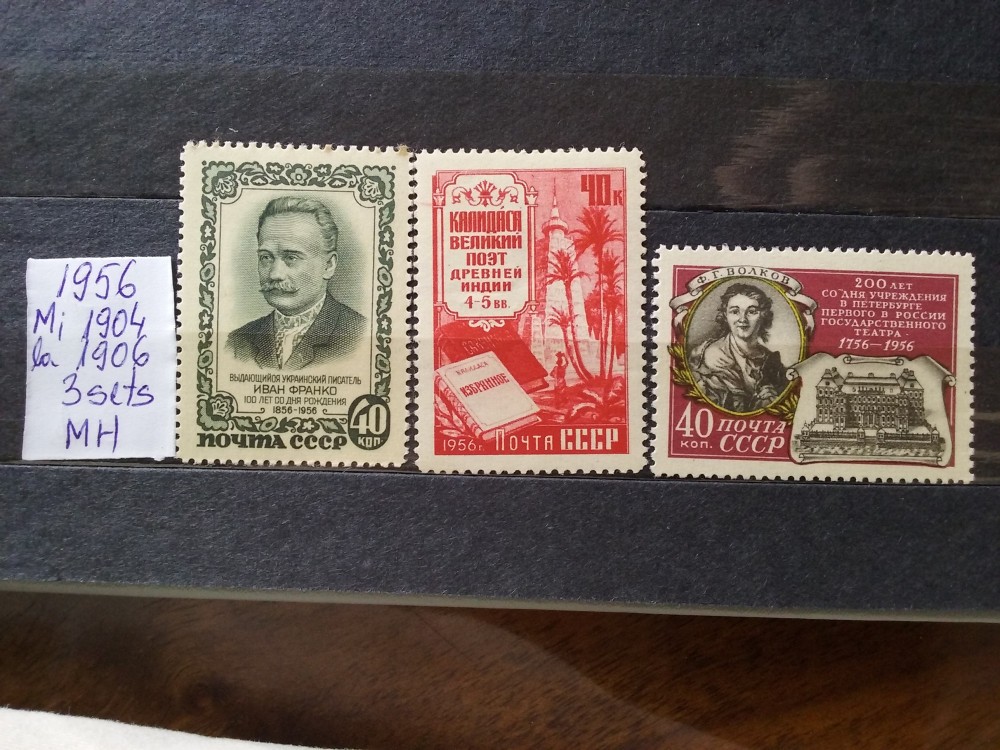 1956
Mi 1904
la 1906
3 sets
MH
ВЫДАЮЩИЙСЯ УКРАИНСКИЙ ПИСАТЕЛЬ
ИВАН ФРАНКО
100 ЛЕТ СО ДНЯ РОЖДЕНИЯ
1856-1956
ПОЧТА СССР
40
КОП
40 К
КАЛИДАСА
ВЕЛИКИЙ
ПОЭТ
ДРЕВНЕЙ
ИНДИИ
4-5 ВВ.
КАЛИДАСА
ИЗБРАННОЕ
1956г. ПОЧТА СССР
Ф.Г. ВОЛКОВ
200 ЛЕТ
СО ДНЯ УЧРЕЖДЕНИЯ
В ПЕТЕРБУРГЕ
ПЕРВОГО В РОССИИ
ГОСУДАРСТВЕННОГО
ТЕАТРА
1756-1956
40 ПОЧТА
КОП. СССР